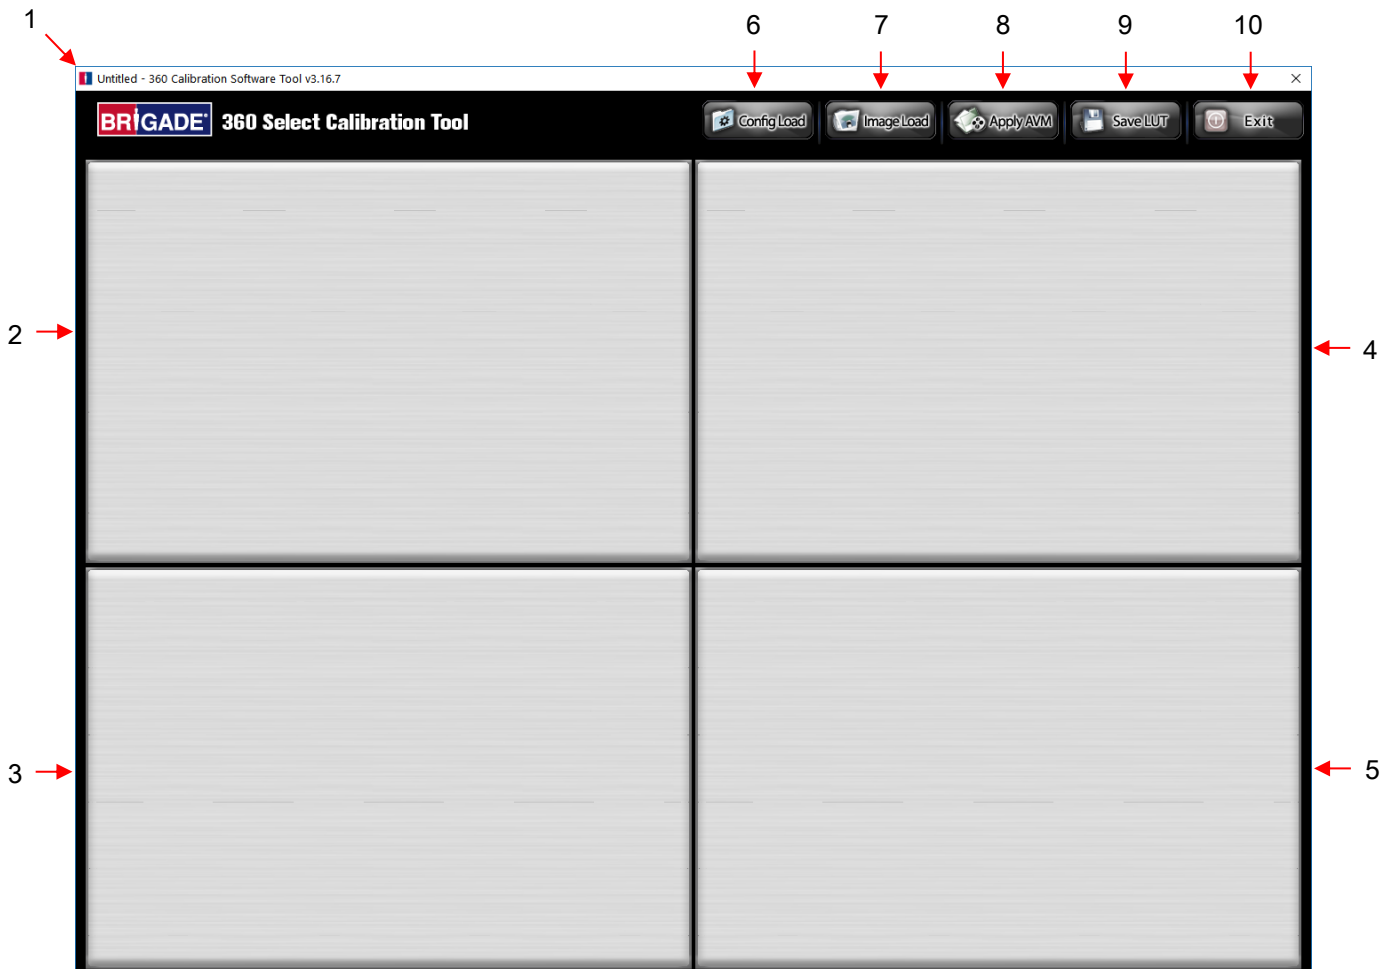 1
6
7
8
9
10
Untitled - 360 Calibration Software Tool v3.16.7
BRIGADE®
360 Select Calibration Tool
Config Load
Image Load
Apply AVM
Save LUT
Exit
2
4
3
5